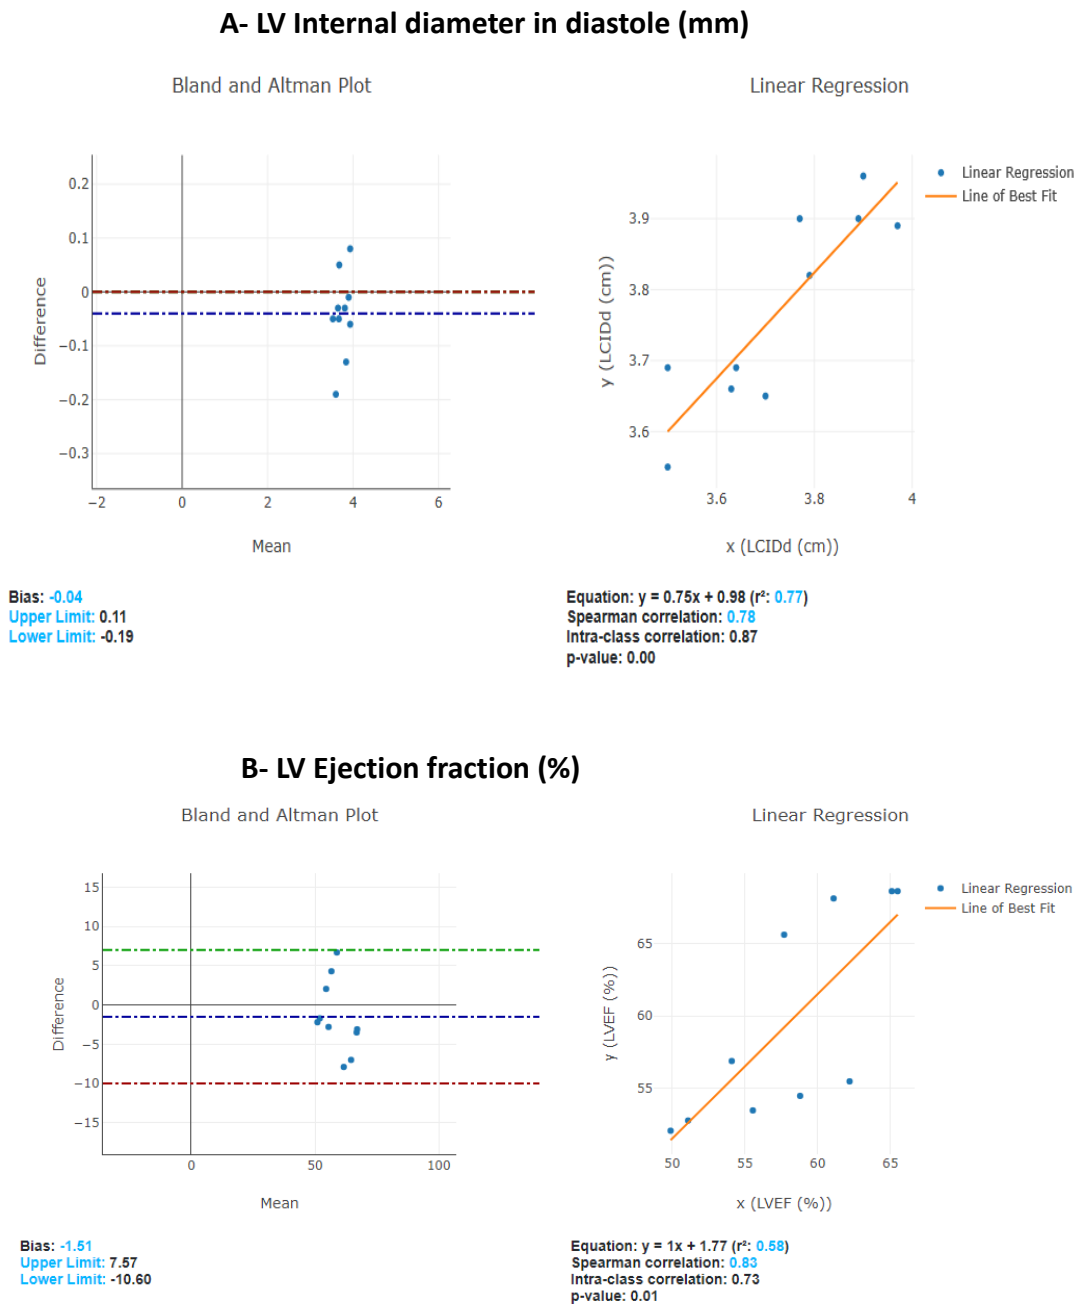 A- LV Internal diameter in diastole (mm)
Bland and Altman Plot
0.2
0.1
0
−0.1
−0.2
−0.3
Difference
−2
0
2
4
6
Mean
Bias: -0.04
Upper Limit: 0.11
Lower Limit: -0.19
Linear Regression
Linear Regression
Line of Best Fit
3.9
3.8
3.7
3.6
y (LCIDd (cm))
3.6
3.8
4
x (LCIDd (cm))
Equation: y = 0.75x + 0.98 (r²: 0.77)
Spearman correlation: 0.78
Intra-class correlation: 0.87
p-value: 0.00
B- LV Ejection fraction (%)
Bland and Altman Plot
15
10
5
0
−5
−10
−15
Difference
0
50
100
Mean
Bias: -1.51
Upper Limit: 7.57
Lower Limit: -10.60
Linear Regression
Linear Regression
Line of Best Fit
65
60
55
y (LVEF (%))
50
55
60
65
x (LVEF (%))
Equation: y = 1x + 1.77 (r²: 0.58)
Spearman correlation: 0.83
Intra-class correlation: 0.73
p-value: 0.01